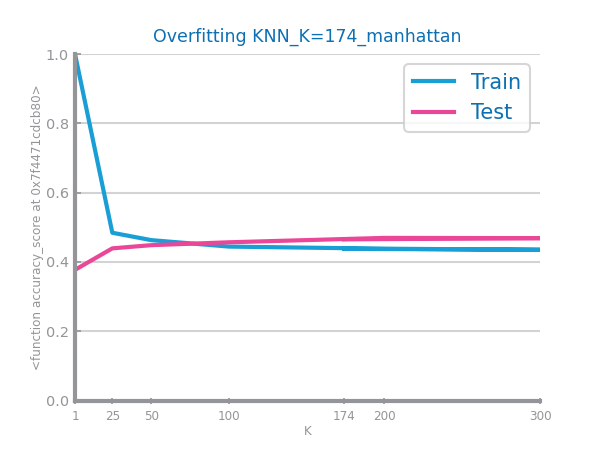 Overfitting KNN_K=174_manhattan
<function accuracy_score at 0x7f4471cdcb80>
1.0
0.8
0.6
0.4
0.2
0.0
Train
Test
1 25 50 100 174 200 300
K